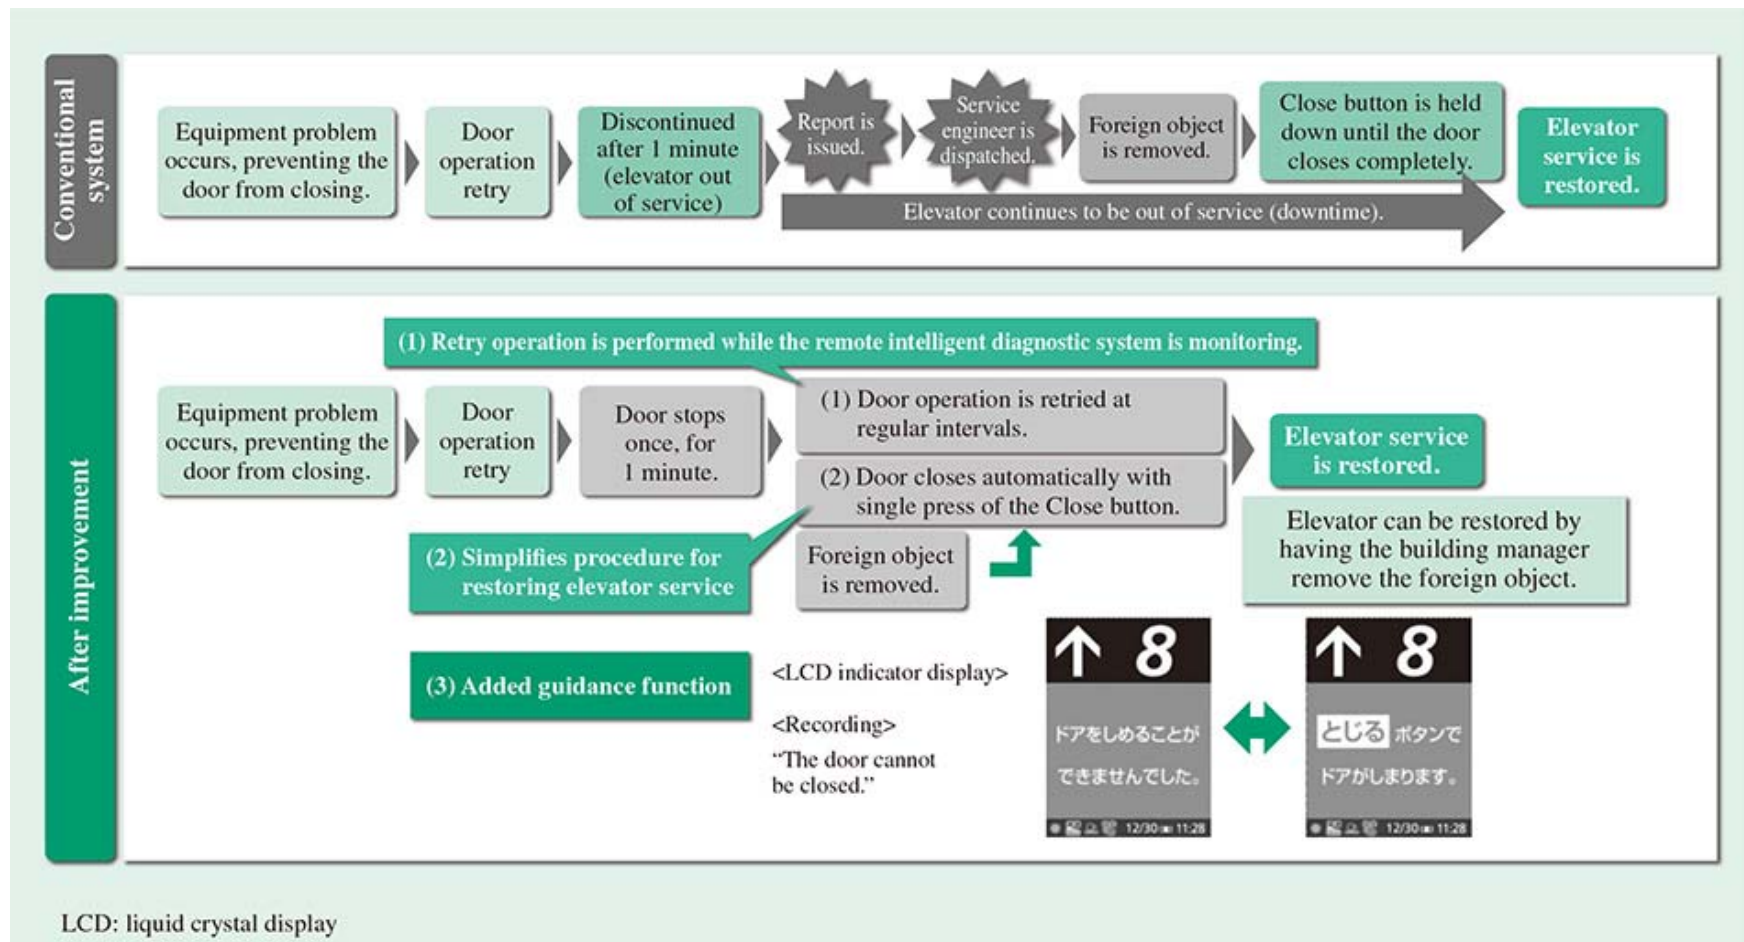 Conventional
system
Equipment problem
occurs, preventing the
door from closing.
Door
operation
retry
Discontinued
after 1 minute
(elevator out
of service)
Report is
issued.
Service
engineer is
dispatched.
Foreign object
is removed.
Close button is held
down until the door
closes completely.
Elevator
service is
restored.
Elevator continues to be out of service (downtime).
After improvement
(1) Retry operation is performed while the remote intelligent diagnostic system is monitoring.
Equipment problem
occurs, preventing the
door from closing.
Door
operation
retry
Door stops
once, for
1 minute.
(1) Door operation is retried at
regular intervals.
(2) Door closes automatically with
single press of the Close button.
Elevator service
is restored.
(2) Simplifies procedure for
restoring elevator service
Foreign object
is removed.
Elevator can be restored by
having the building manager
remove the foreign object.
(3) Added guidance function
<LCD indicator display>
<Recording>
“The door cannot
be closed.”
↑ 8
ドアをしめることが
できませんでした。
12/30 11:28
↑ 8
とじる ボタンで
ドアがしまります。
12/30 11:28
LCD: liquid crystal display